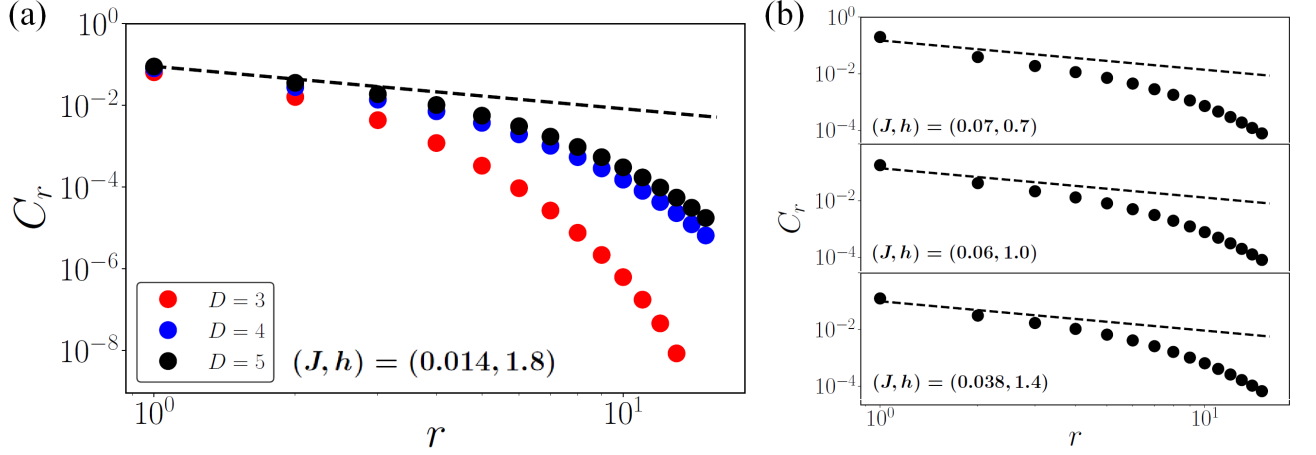 (a)
10^0
10^{-2}
10^{-4}
10^{-6}
10^{-8}
C_r
D = 3
D = 4
D = 5
(J, h) = (0.014, 1.8)
10^0
10^1
r
(b)
10^0
10^{-2}
10^{-4}
(J, h) = (0.07, 0.7)
10^{-2}
10^{-4}
(J, h) = (0.06, 1.0)
C_r
10^{-2}
10^{-4}
(J, h) = (0.038, 1.4)
10^0
10^1
r